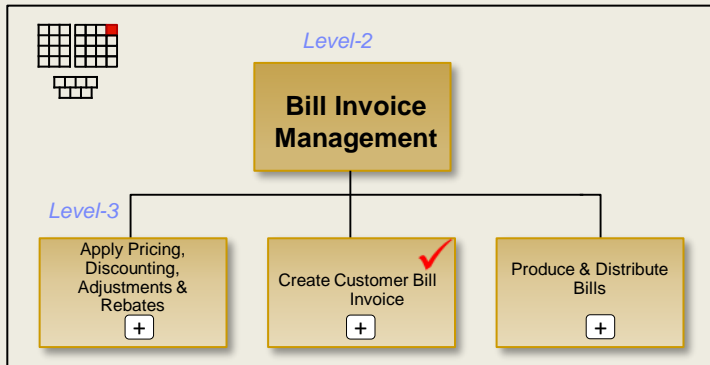 Level-2
Bill Invoice
Management
Level-3
Apply Pricing,
Discounting,
Adjustments &
Rebates
+
Create Customer Bill
Invoice
+
Produce & Distribute
Bills
+